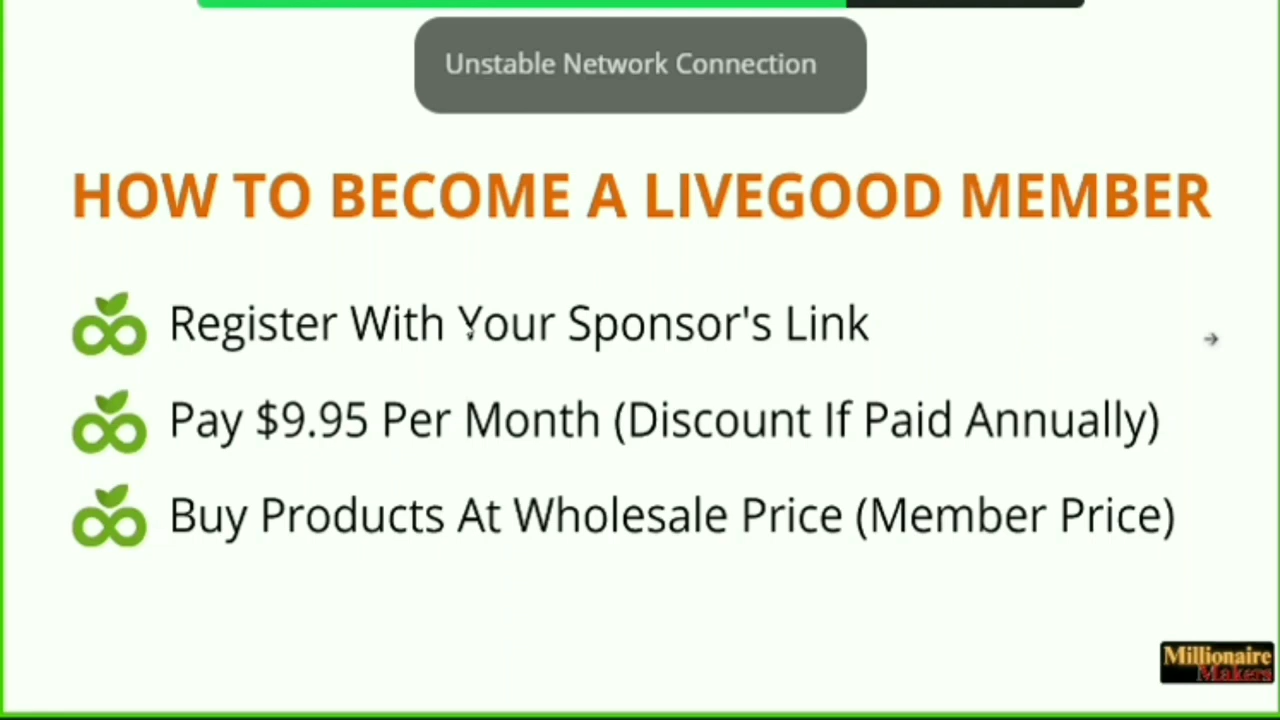 Unstable Network Connection
HOW TO BECOME A LIVEGOOD MEMBER
Register With Your Sponsor's Link
Pay $9.95 Per Month (Discount If Paid Annually)
Buy Products At Wholesale Price (Member Price)
Millionaire
Makers